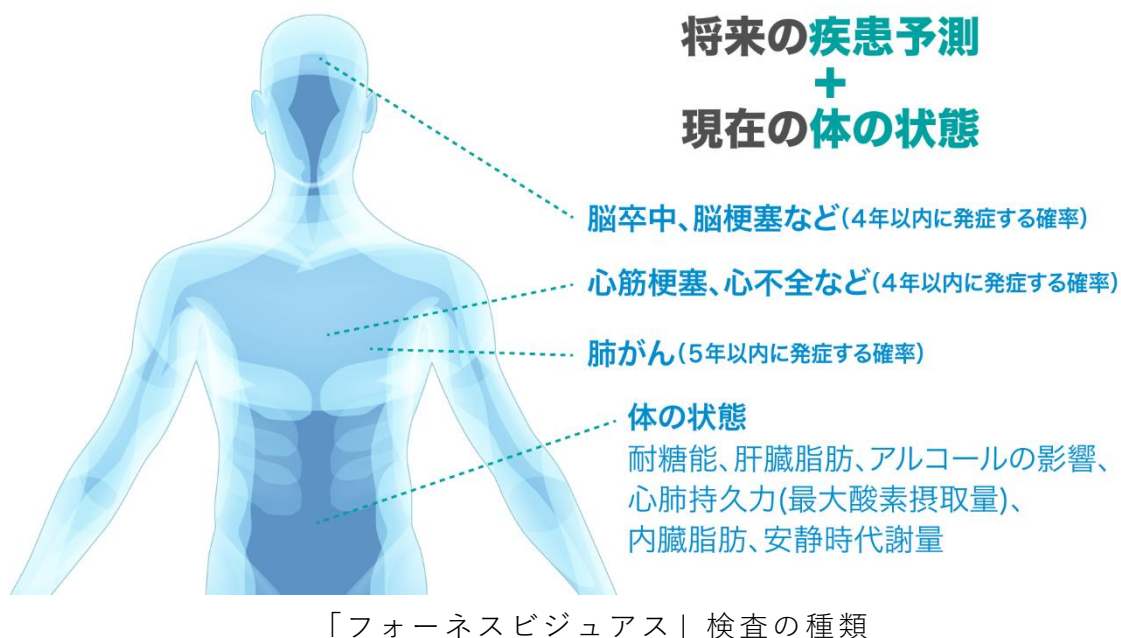 将来の疾患予測
+
現在の体の状態
脳卒中、脳梗塞など(4年以内に発症する確率)
心筋梗塞、心不全など(4年以内に発症する確率)
肺がん(5年以内に発症する確率)
体の状態
耐糖能、肝臓脂肪、アルコールの影響、
心肺持久力(最大酸素摂取量)、
内臓脂肪、安静時代謝量
「フォーネスビジュアス」検査の種類